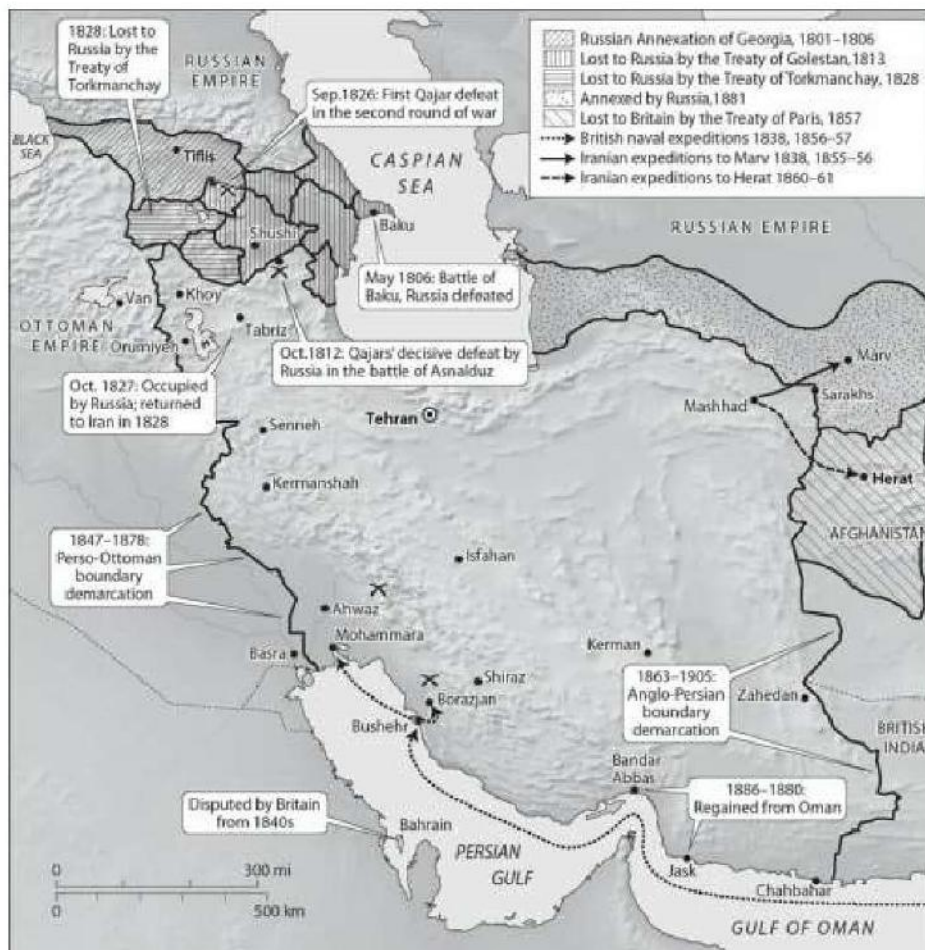 1828: Lost to
Russia by the
Treaty of
Torkmanchay
RUSSIAN
EMPIRE
Sep.1826: First Qajar defeat
in the second round of war
Russian Annexation of Georgia, 1801–1806
Lost to Russia by the Treaty of Golestan,1813
Lost to Russia by the Treaty of Torkmanchay, 1828
Annexed by Russia,1881
Lost to Britain by the Treaty of Paris, 1857
British naval expeditions 1838, 1856–57
Iranian expeditions to Marv 1838, 1855–56
Iranian expeditions to Herat 1860–61
BLACK
SEA
Tiflis
CASPIAN
SEA
Shushi
Baku
RUSSIAN EMPIRE
May 1806: Battle of
Baku, Russia defeated
Van
Khoy
OTTOMAN
EMPIRE
Tabriz
Orumiyeh
Oct.1812: Qajars' decisive defeat by
Russia in the battle of Asnalduz
Oct. 1827: Occupied
by Russia; returned
to Iran in 1828
Marv
Sarakhs
Mashhad
Tehran
Senneh
Kermanshah
Herat
AFGHANISTAN
1847–1878:
Perso-Ottoman
boundary
demarcation
Isfahan
Ahwaz
Mohammara
Basra
Kerman
Shiraz
Borazjan
Bushehr
1863–1905:
Anglo-Persian
boundary
demarcation
Zahedan
BRITISH
INDIA
Bandar
Abbas
1886–1880:
Regained from Oman
Disputed by Britain
from 1840s
Bahrain
PERSIAN
GULF
Jask
Chahbahar
GULF OF OMAN
0 300 mi
0 500 km